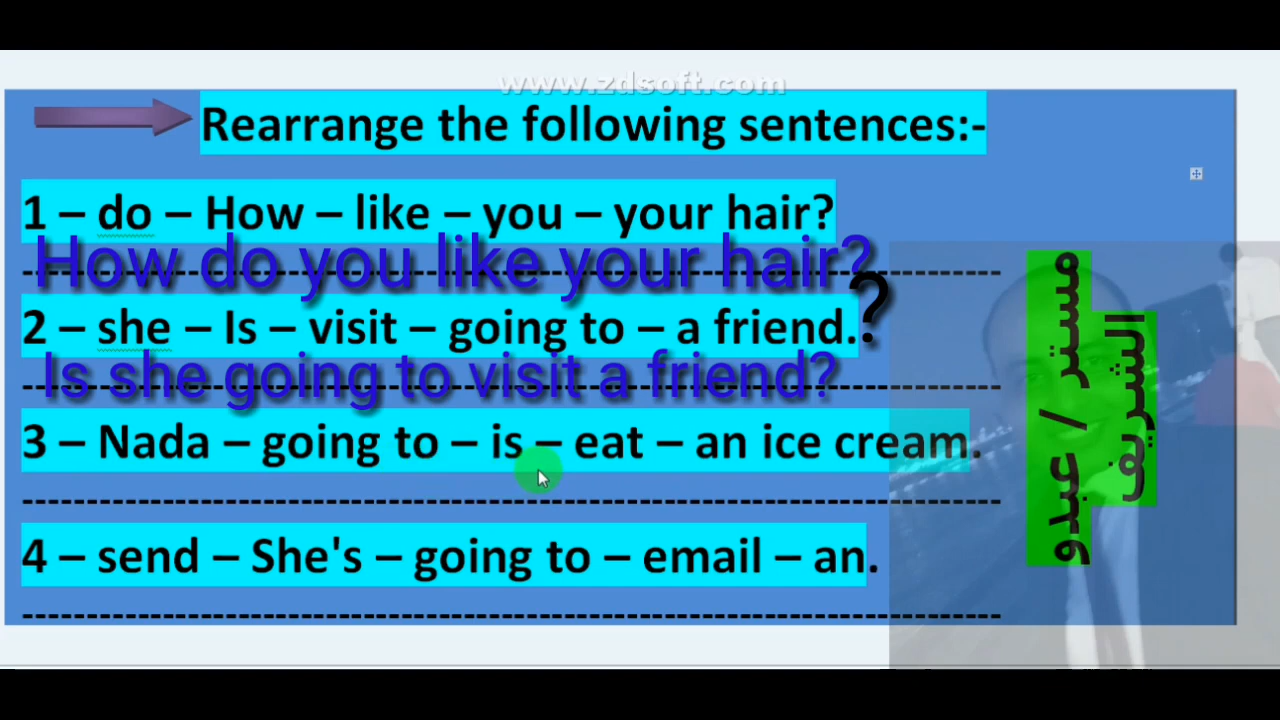 www.zdsoft.com
Rearrange the following sentences:-
1 – do – How – like – you – your hair?
How do you like your hair?
2 – she – Is – visit – going to – a friend.?
Is she going to visit a friend?
3 – Nada – going to – is – eat – an ice cream.
4 – send – She's – going to – email – an.
مستر / عبدو
الشريف